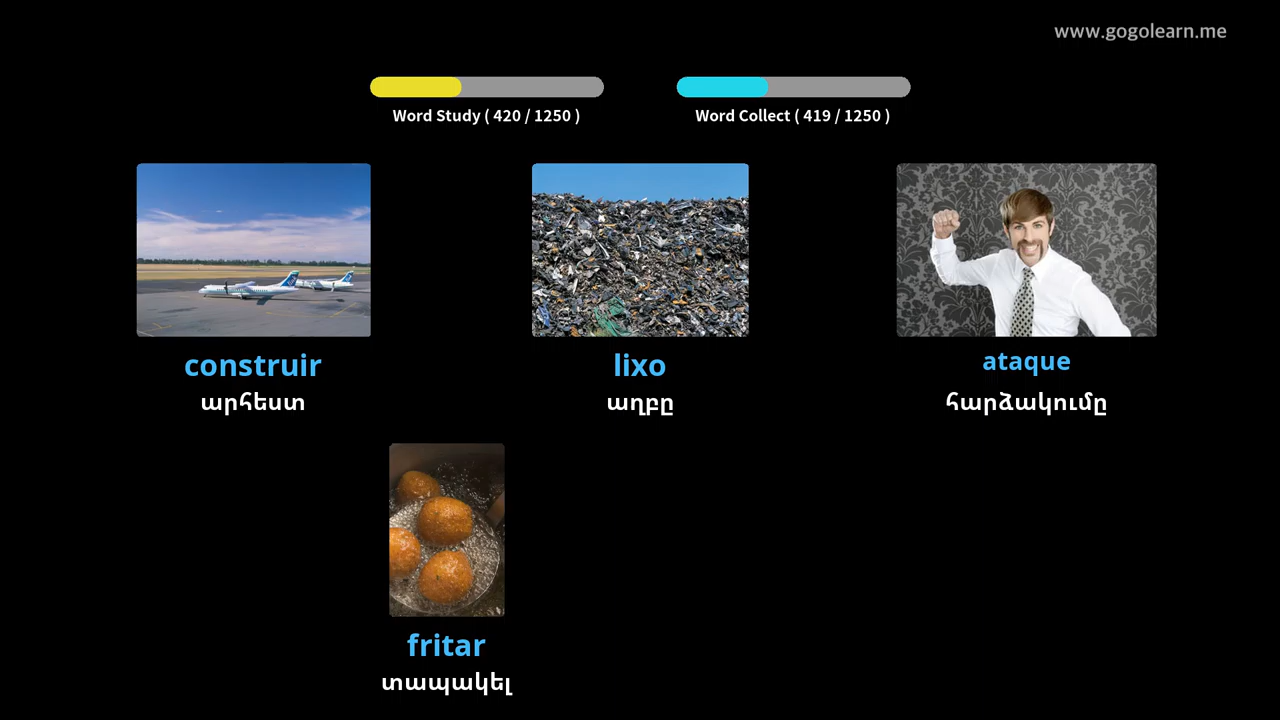 www.gogolearn.me
Word Study ( 420 / 1250 )
Word Collect ( 419 / 1250 )
construir
արհեստ
lixo
աղբը
ataque
հարձակումը
fritar
տապակել